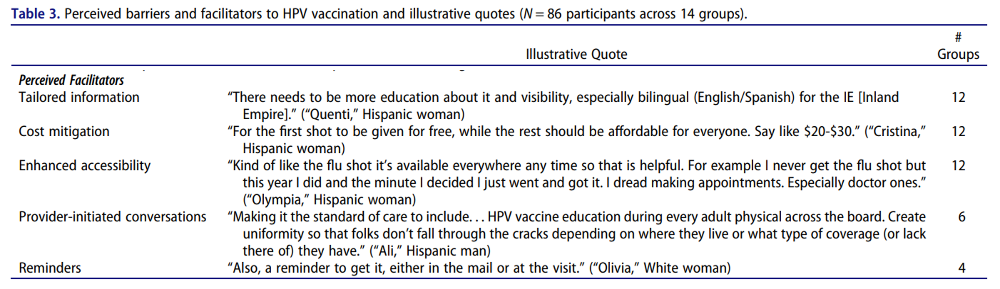 Table 3. Perceived barriers and facilitators to HPV vaccination and illustrative quotes (N = 86 participants across 14 groups).
#
Illustrative Quote Groups
Perceived Facilitators
Tailored information “There needs to be more education about it and visibility, especially bilingual (English/Spanish) for the IE [Inland 12
Empire].” (“Quenti,” Hispanic woman)
Cost mitigation “For the first shot to be given for free, while the rest should be affordable for everyone. Say like $20-$30.” (“Cristina,” 12
Hispanic woman)
Enhanced accessibility “Kind of like the flu shot it’s available everywhere any time so that is helpful. For example I never get the flu shot but 12
this year I did and the minute I decided I just went and got it. I dread making appointments. Especially doctor ones.”
(“Olympia,” Hispanic woman)
Provider-initiated conversations “Making it the standard of care to include. . . HPV vaccine education during every adult physical across the board. Create 6
uniformity so that folks don’t fall through the cracks depending on where they live or what type of coverage (or lack
there of) they have.” (“Ali,” Hispanic man)
Reminders “Also, a reminder to get it, either in the mail or at the visit.” (“Olivia,” White woman) 4